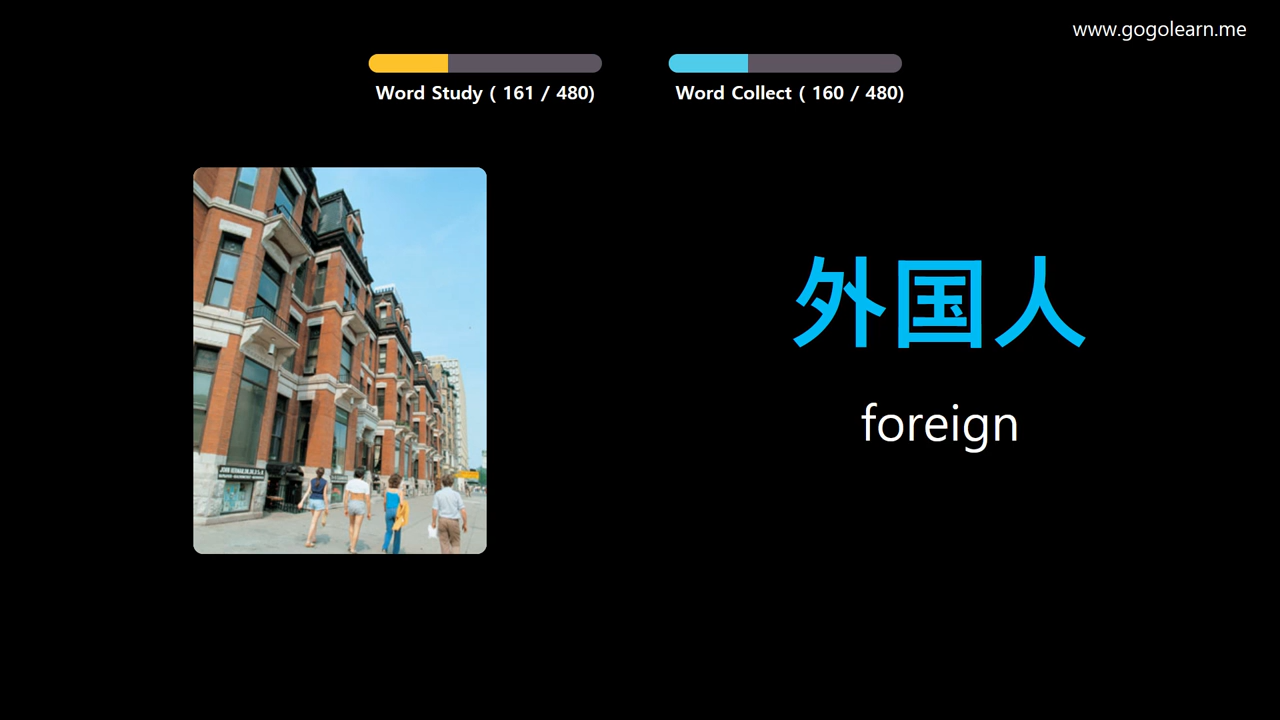 www.gogolearn.me
Word Study ( 161 / 480)
Word Collect ( 160 / 480)
外国人
foreign